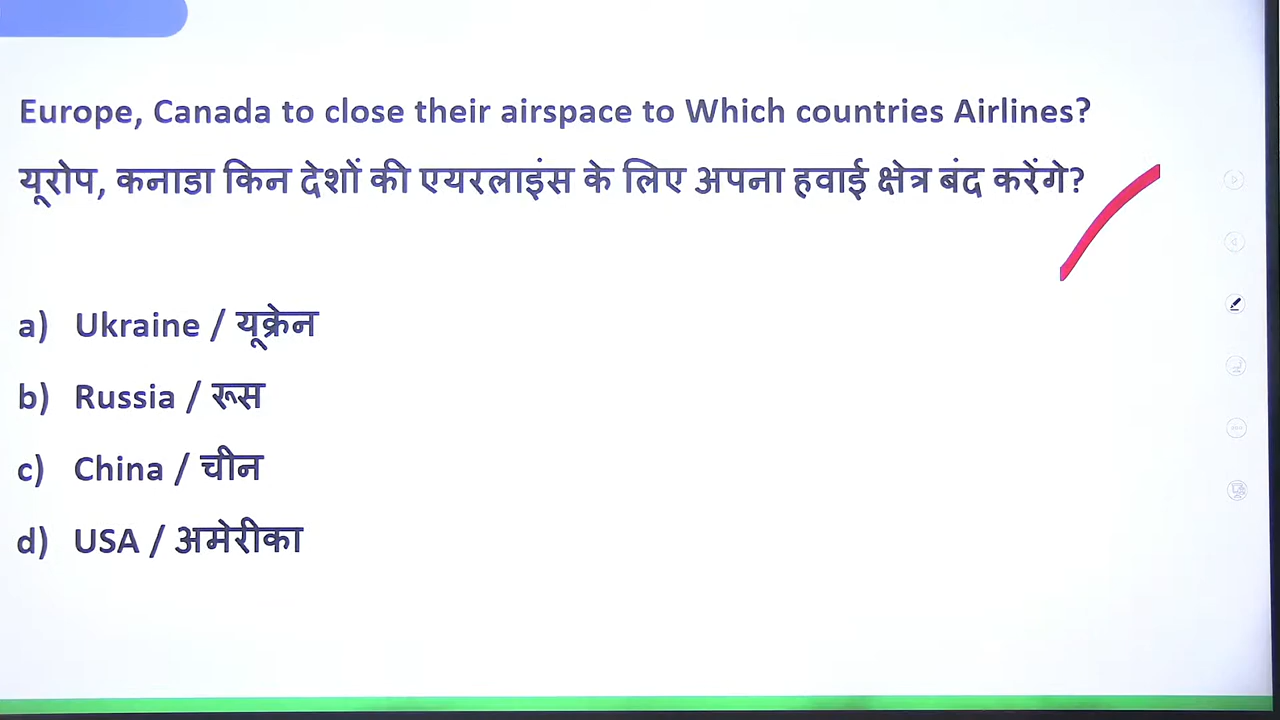 Europe, Canada to close their airspace to Which countries Airlines?
यूरोप, कनाडा किन देशों की एयरलाइंस के लिए अपना हवाई क्षेत्र बंद करेंगे?
a) Ukraine / यूक्रेन
b) Russia / रूस
c) China / चीन
d) USA / अमेरीका